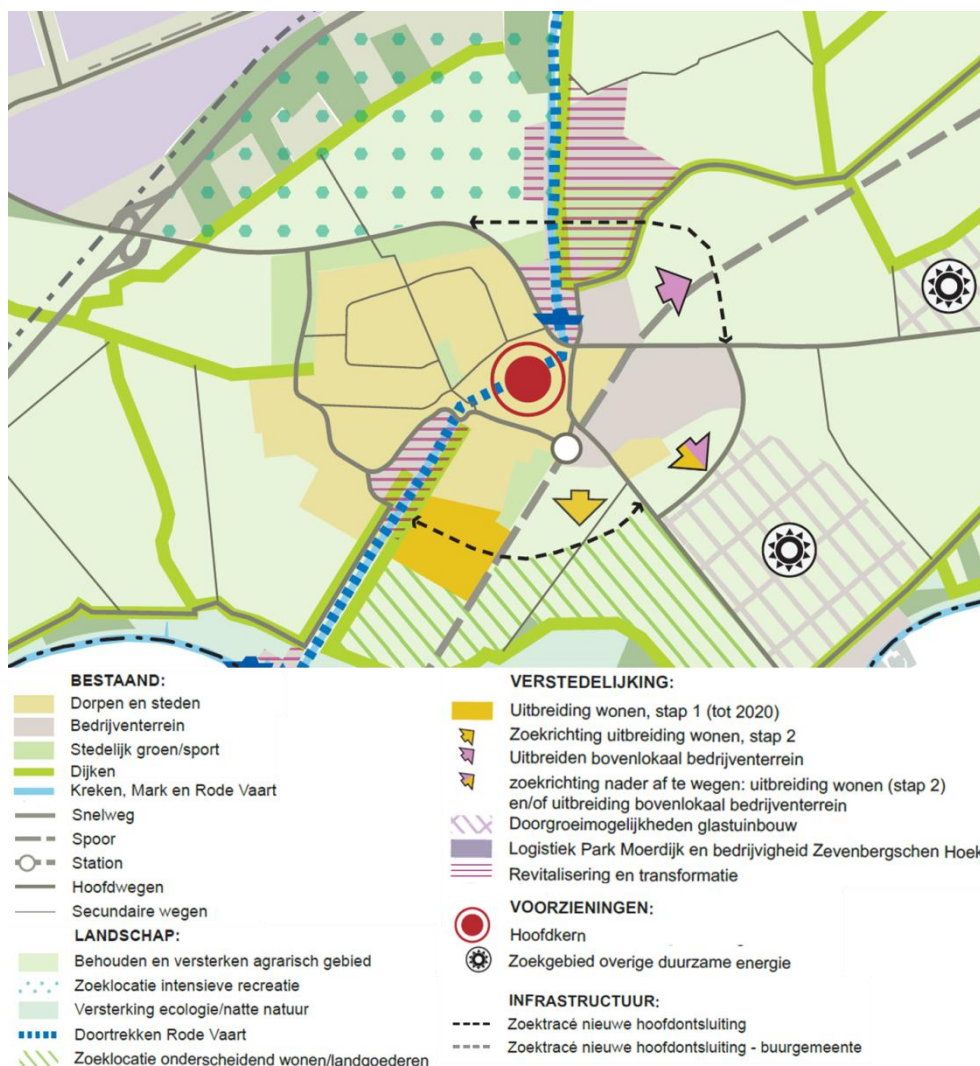 BESTAAND:
Dorpen en steden
Bedrijventerrein
Stedelijk groen/sport
Dijken
Kreken, Mark en Rode Vaart
Snelweg
Spoor
Station
Hoofdwegen
Secundaire wegen
LANDSCHAP:
Behouden en versterken agrarisch gebied
Zoeklocatie intensieve recreatie
Versterking ecologie/natte natuur
Doortrekken Rode Vaart
Zoeklocatie onderscheidend wonen/landgoederen
VERSTEDELIJKING:
Uitbreiding wonen, stap 1 (tot 2020)
Zoekrichting uitbreiding wonen, stap 2
Uitbreiden bovenlokaal bedrijventerrein
zoekrichting nader af te wegen: uitbreiding wonen (stap 2)
en/of uitbreiding bovenlokaal bedrijventerrein
Doorgroeimogelijkheden glastuinbouw
Logistiek Park Moerdijk en bedrijvigheid Zevenbergschen Hoek
Revitalisering en transformatie
VOORZIENINGEN:
Hoofdkern
Zoekgebied overige duurzame energie
INFRASTRUCTUUR:
Zoektracé nieuwe hoofdontsluiting
Zoektracé nieuwe hoofdontsluiting - buurgemeente